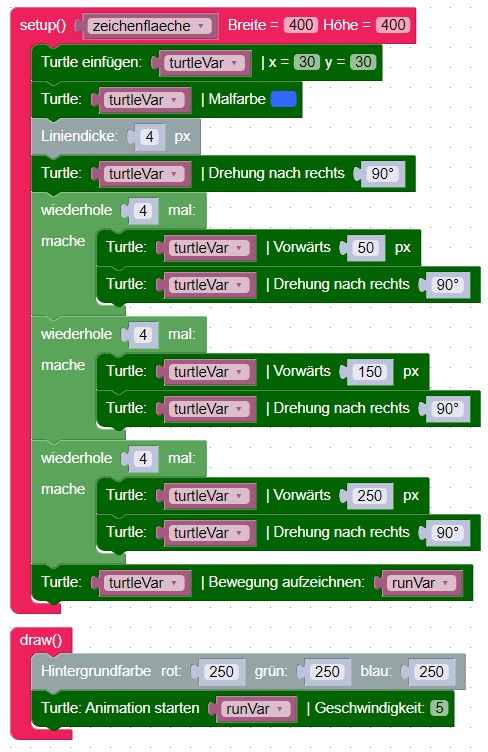 setup() zeichenflaeche Breite = 400 Höhe = 400
Turtle einfügen: turtleVar | x = 30 y = 30
Turtle: turtleVar | Malfarbe
Liniendicke: 4 px
Turtle: turtleVar | Drehung nach rechts 90°
wiederhole 4 mal:
mache Turtle: turtleVar | Vorwärts 50 px
Turtle: turtleVar | Drehung nach rechts 90°
wiederhole 4 mal:
mache Turtle: turtleVar | Vorwärts 150 px
Turtle: turtleVar | Drehung nach rechts 90°
wiederhole 4 mal:
mache Turtle: turtleVar | Vorwärts 250 px
Turtle: turtleVar | Drehung nach rechts 90°
Turtle: turtleVar | Bewegung aufzeichnen: runVar
draw()
Hintergrundfarbe rot: 250 grün: 250 blau: 250
Turtle: Animation starten runVar | Geschwindigkeit: 5